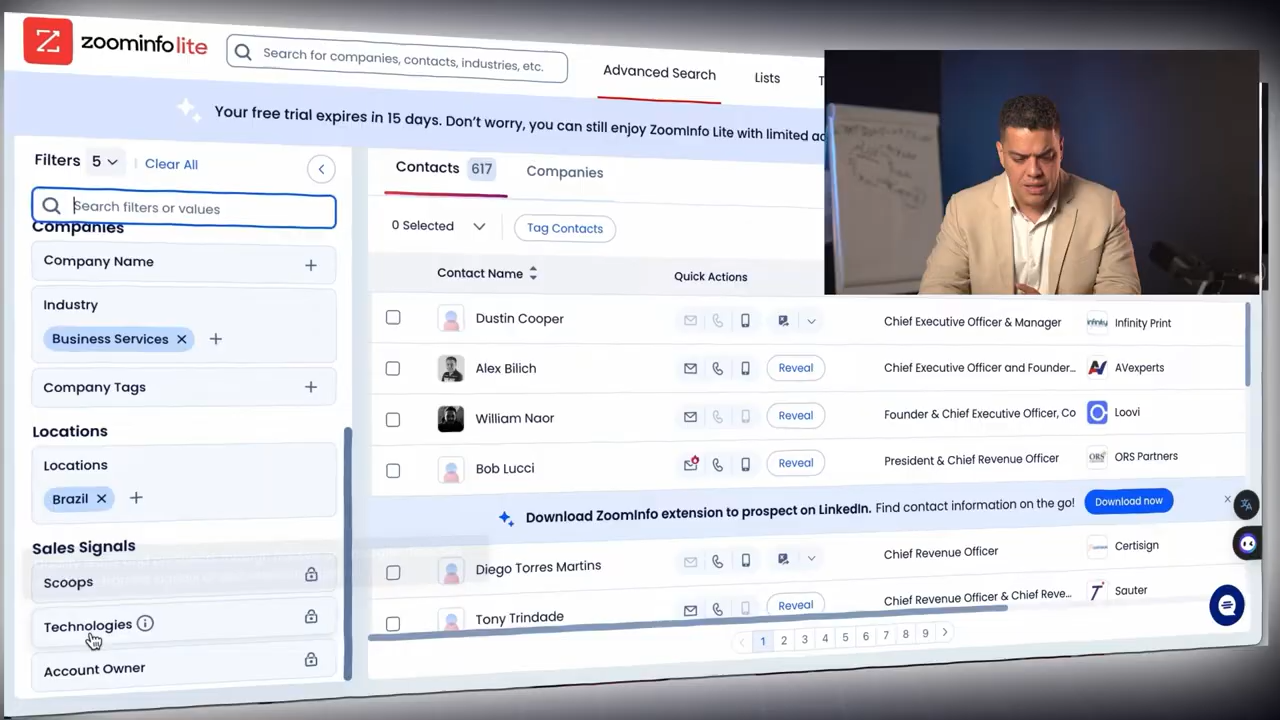 zoominfo lite
Search for companies, contacts, industries, etc.
Advanced Search
Lists
Your free trial expires in 15 days. Don't worry, you can still enjoy ZoomInfo Lite with limited
Filters 5
Clear All
Search filters or values
Companies
Company Name
Industry
Business Services
Company Tags
Locations
Locations
Brazil
Sales Signals
Scoops
Technologies
Account Owner
Contacts 617
Companies
0 Selected
Tag Contacts
Contact Name
Quick Actions
Dustin Cooper
Chief Executive Officer & Manager
Infinity Print
Alex Bilich
Reveal
Chief Executive Officer and Founder...
AVexperts
William Naor
Reveal
Founder & Chief Executive Officer, Co
Loovi
Bob Lucci
Reveal
President & Chief Revenue Officer
ORS
ORS Partners
Download ZoomInfo extension to prospect on LinkedIn. Find contact information on the go!
Download now
Diego Torres Martins
Chief Revenue Officer
Certisign
Tony Trindade
Reveal
Chief Revenue Officer & Chief Reve...
Sauter
1 2 3 4 5 6 7 8 9